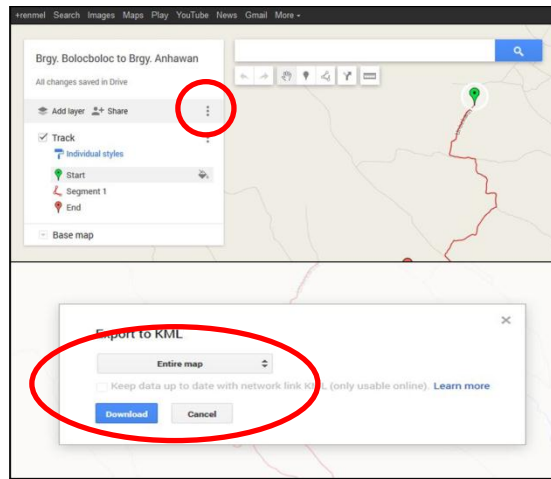 +renmel Search Images Maps Play YouTube News Gmail More
Brgy. Bolocboloc to Brgy. Anhawan
All changes saved in Drive
Add layer Share
Track
Individual styles
Start
Segment 1
End
Base map
Export to KML
Entire map
Keep data up to date with network link KML (only usable online). Learn more
Download Cancel